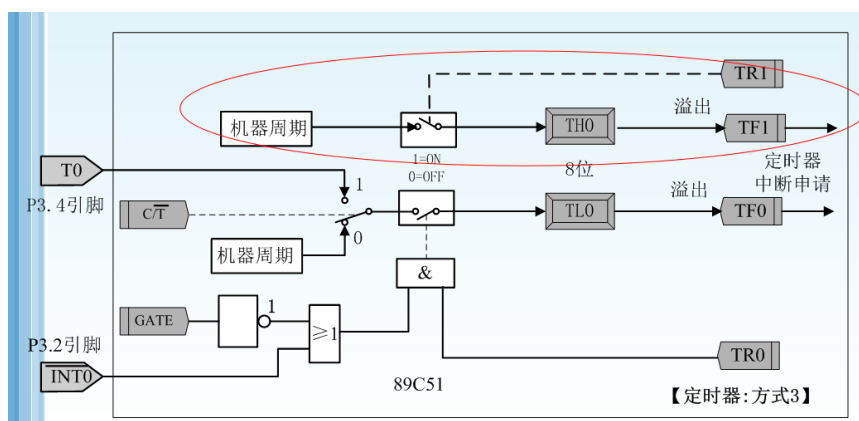 TR1
溢出
机器周期
TH0
TF1
1=ON
0=OFF
8位
定时器
中断申请
T0
P3.4引脚
1
C/T̅
溢出
TL0
TF0
0
机器周期
&
GATE
1
≥1
P3.2引脚
I̅N̅T̅0̅
TR0
89C51
【定时器:方式3】